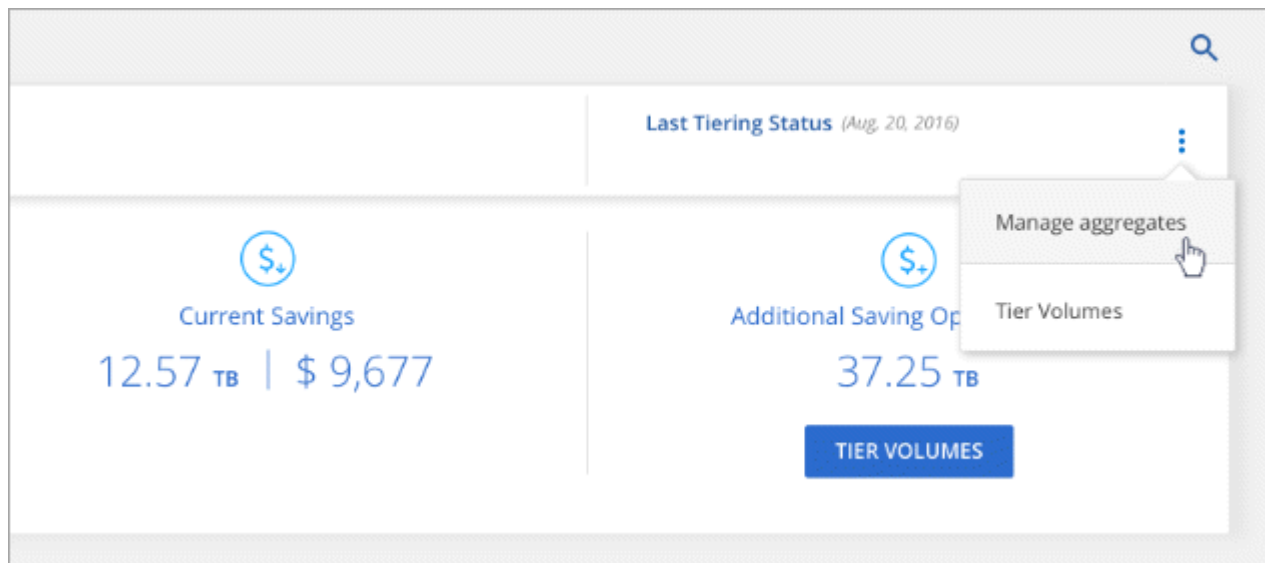 Last Tiering Status (Aug, 20, 2016)
Manage aggregates
Tier Volumes
Current Savings
12.57 TB | $ 9,677
Additional Saving Op
37.25 TB
TIER VOLUMES